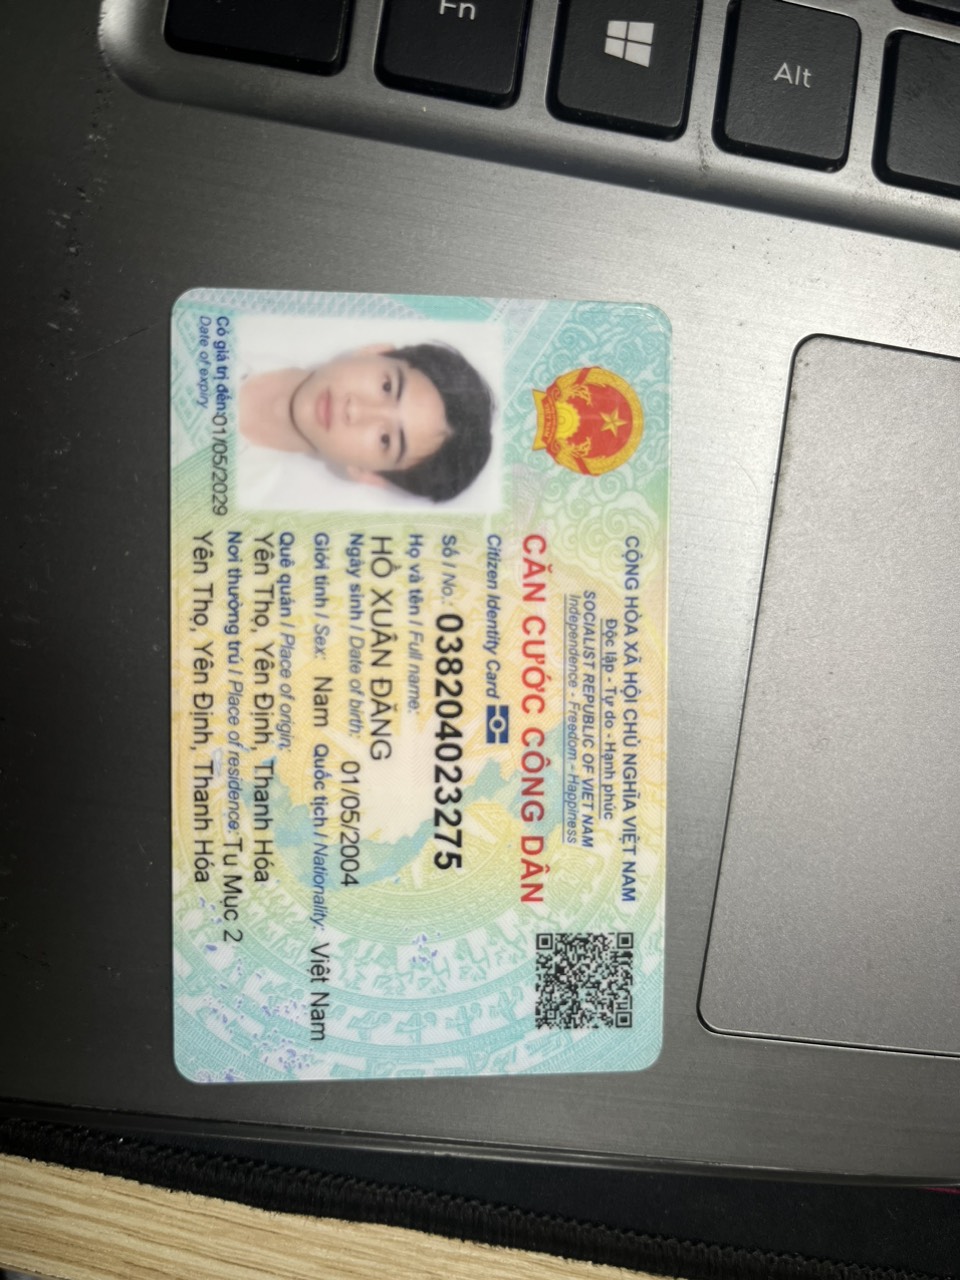 Fn
Alt
CỘNG HÒA XÃ HỘI CHỦ NGHĨA VIỆT NAM
Độc lập - Tự do - Hạnh phúc
SOCIALIST REPUBLIC OF VIET NAM
Independence - Freedom - Happiness
CĂN CƯỚC CÔNG DÂN
Citizen Identity Card
Số / No.: 038204023275
Họ và tên / Full name:
HỒ XUÂN ĐĂNG
Ngày sinh / Date of birth: 01/05/2004
Giới tính / Sex: Nam Quốc tịch / Nationality: Việt Nam
Quê quán / Place of origin:
Yên Thọ, Yên Định, Thanh Hóa
Nơi thường trú / Place of residence: Tu Mục 2
Yên Thọ, Yên Định, Thanh Hóa
Có giá trị đến: 01/05/2029
Date of expiry